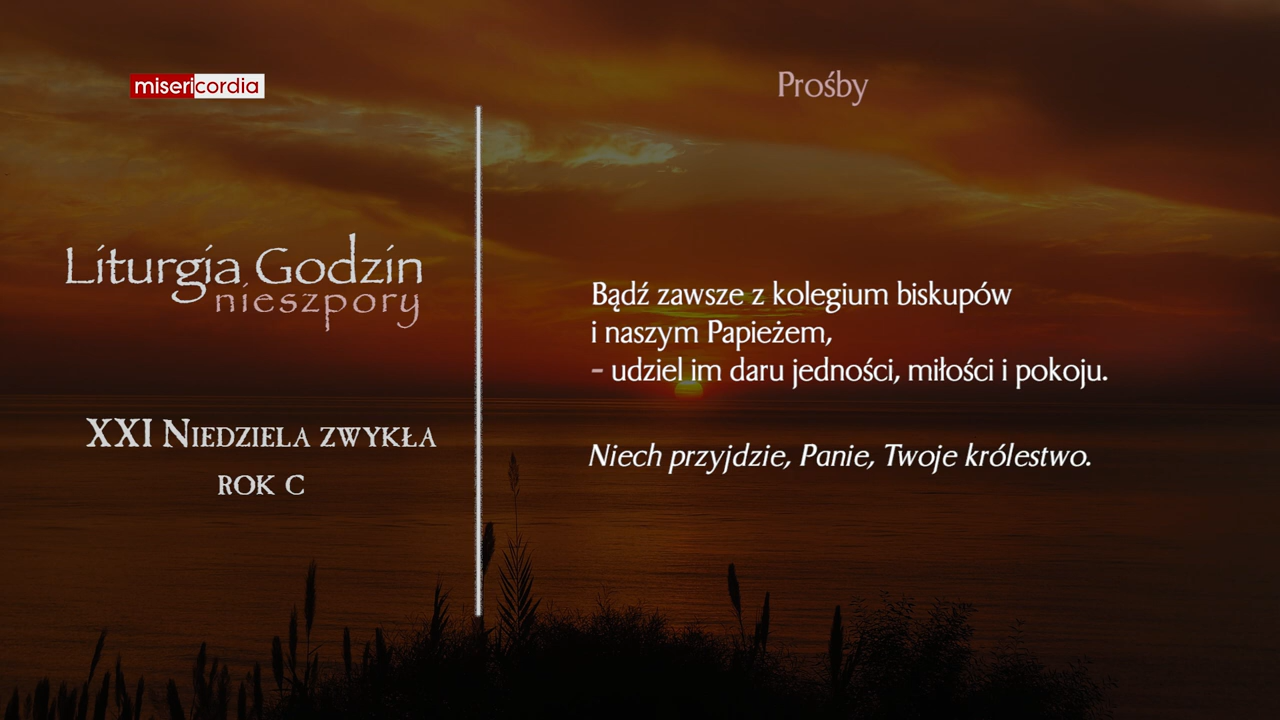 misericordia
Liturgia Godzin
nieszpory
XXI Niedziela zwykła
rok C
Prośby
Bądź zawsze z kolegium biskupów
i naszym Papieżem,
- udziel im daru jedności, miłości i pokoju.
Niech przyjdzie, Panie, Twoje królestwo.